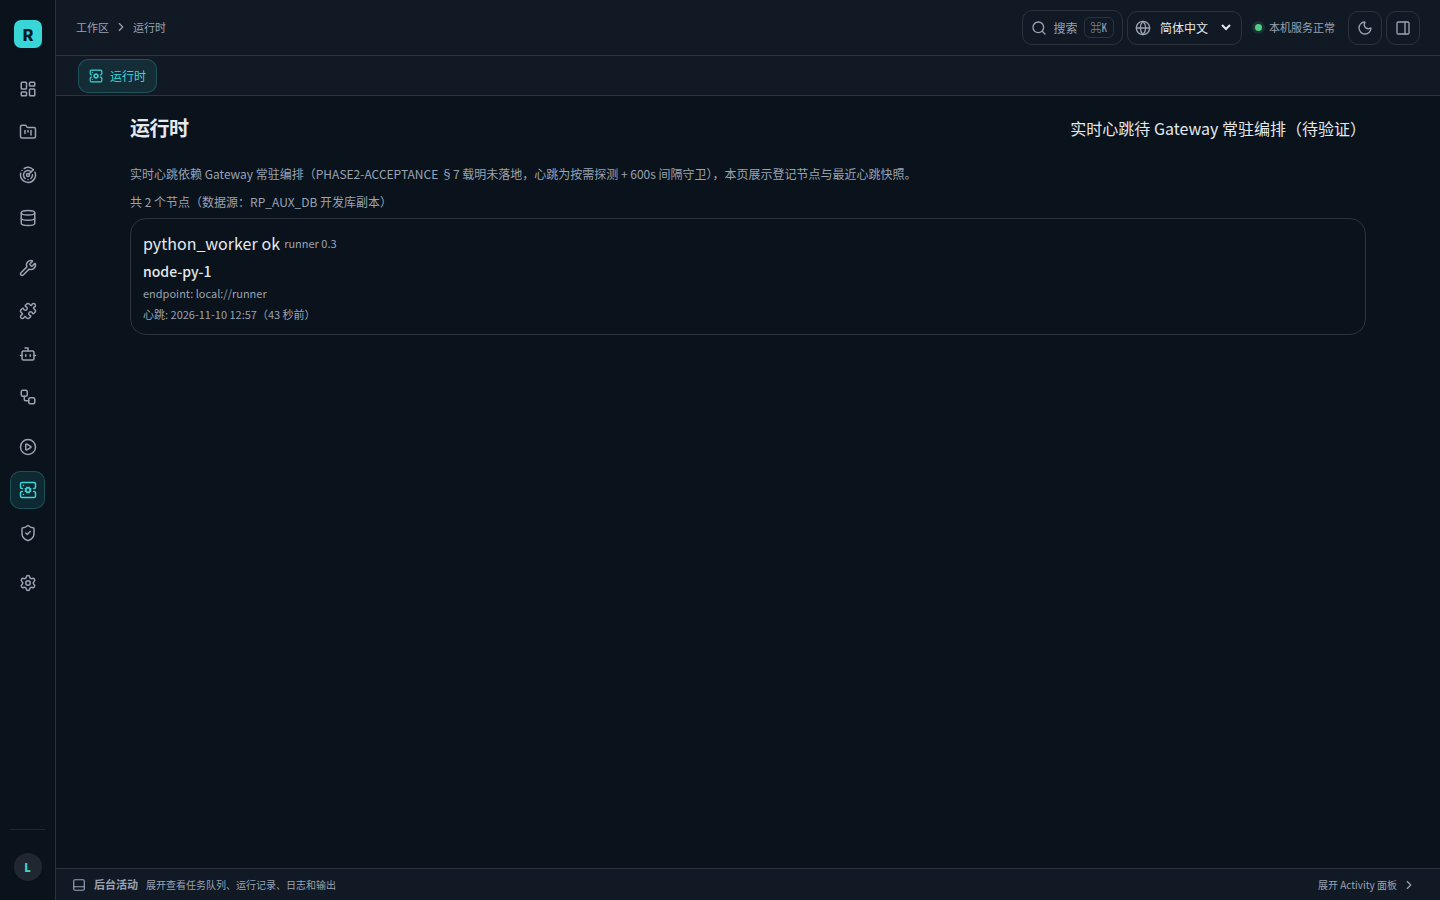 R
工作区 > 运行时
搜索 ⌘K
简体中文
本机服务正常
运行时
运行时
实时心跳待 Gateway 常驻编排（待验证）
实时心跳依赖 Gateway 常驻编排（PHASE2-ACCEPTANCE §7 载明未落地，心跳为按需探测 + 600s 间隔守卫），本页展示登记节点与最近心跳快照。
共 2 个节点（数据源：RP_AUX_DB 开发库副本）
python_worker ok runner 0.3
node-py-1
endpoint: local://runner
心跳: 2026-11-10 12:57（43 秒前）
L
后台活动 展开查看任务队列、运行记录、日志和输出
展开 Activity 面板